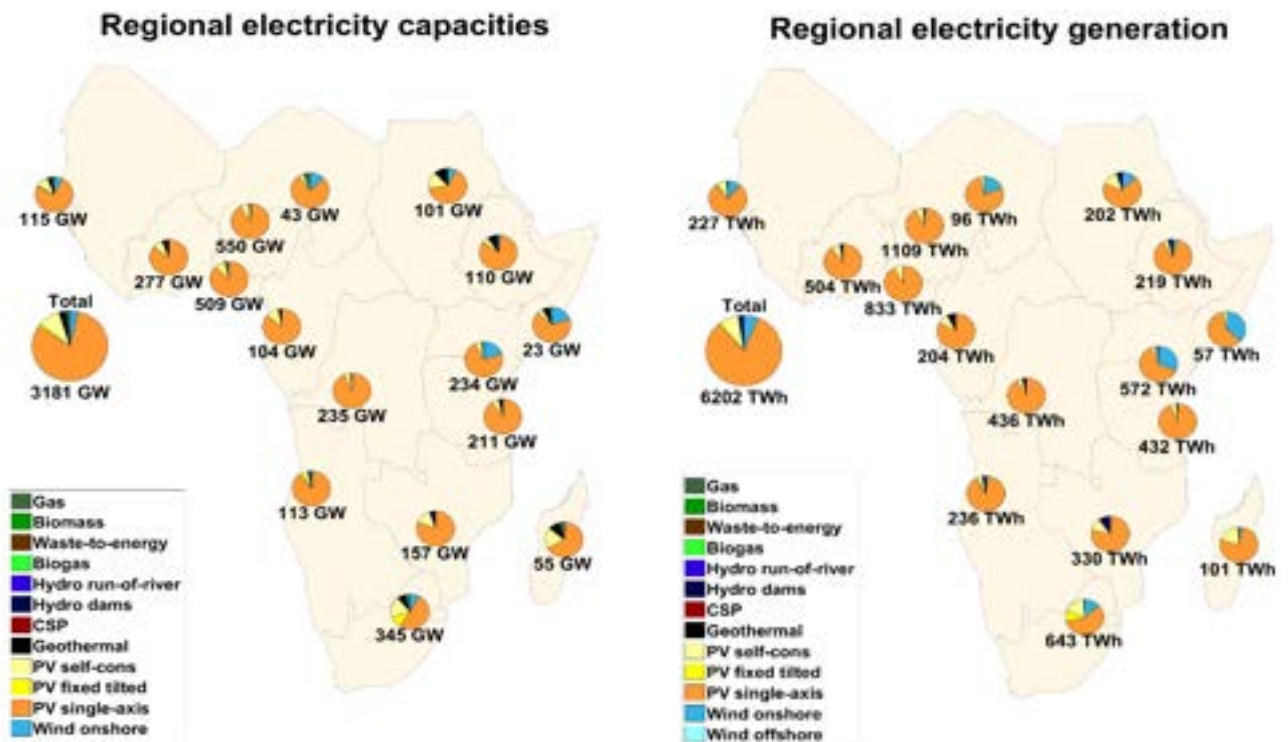 Regional electricity capacities
115 GW
43 GW
101 GW
550 GW
277 GW
509 GW
110 GW
Total
3181 GW
104 GW
23 GW
234 GW
235 GW
211 GW
113 GW
157 GW
55 GW
345 GW
Gas
Biomass
Waste-to-energy
Biogas
Hydro run-of-river
Hydro dams
CSP
Geothermal
PV self-cons
PV fixed tilted
PV single-axis
Wind onshore
Regional electricity generation
227 TWh
96 TWh
202 TWh
1109 TWh
504 TWh
833 TWh
219 TWh
Total
6202 TWh
204 TWh
57 TWh
572 TWh
436 TWh
432 TWh
236 TWh
330 TWh
101 TWh
643 TWh
Gas
Biomass
Waste-to-energy
Biogas
Hydro run-of-river
Hydro dams
CSP
Geothermal
PV self-cons
PV fixed tilted
PV single-axis
Wind onshore
Wind offshore